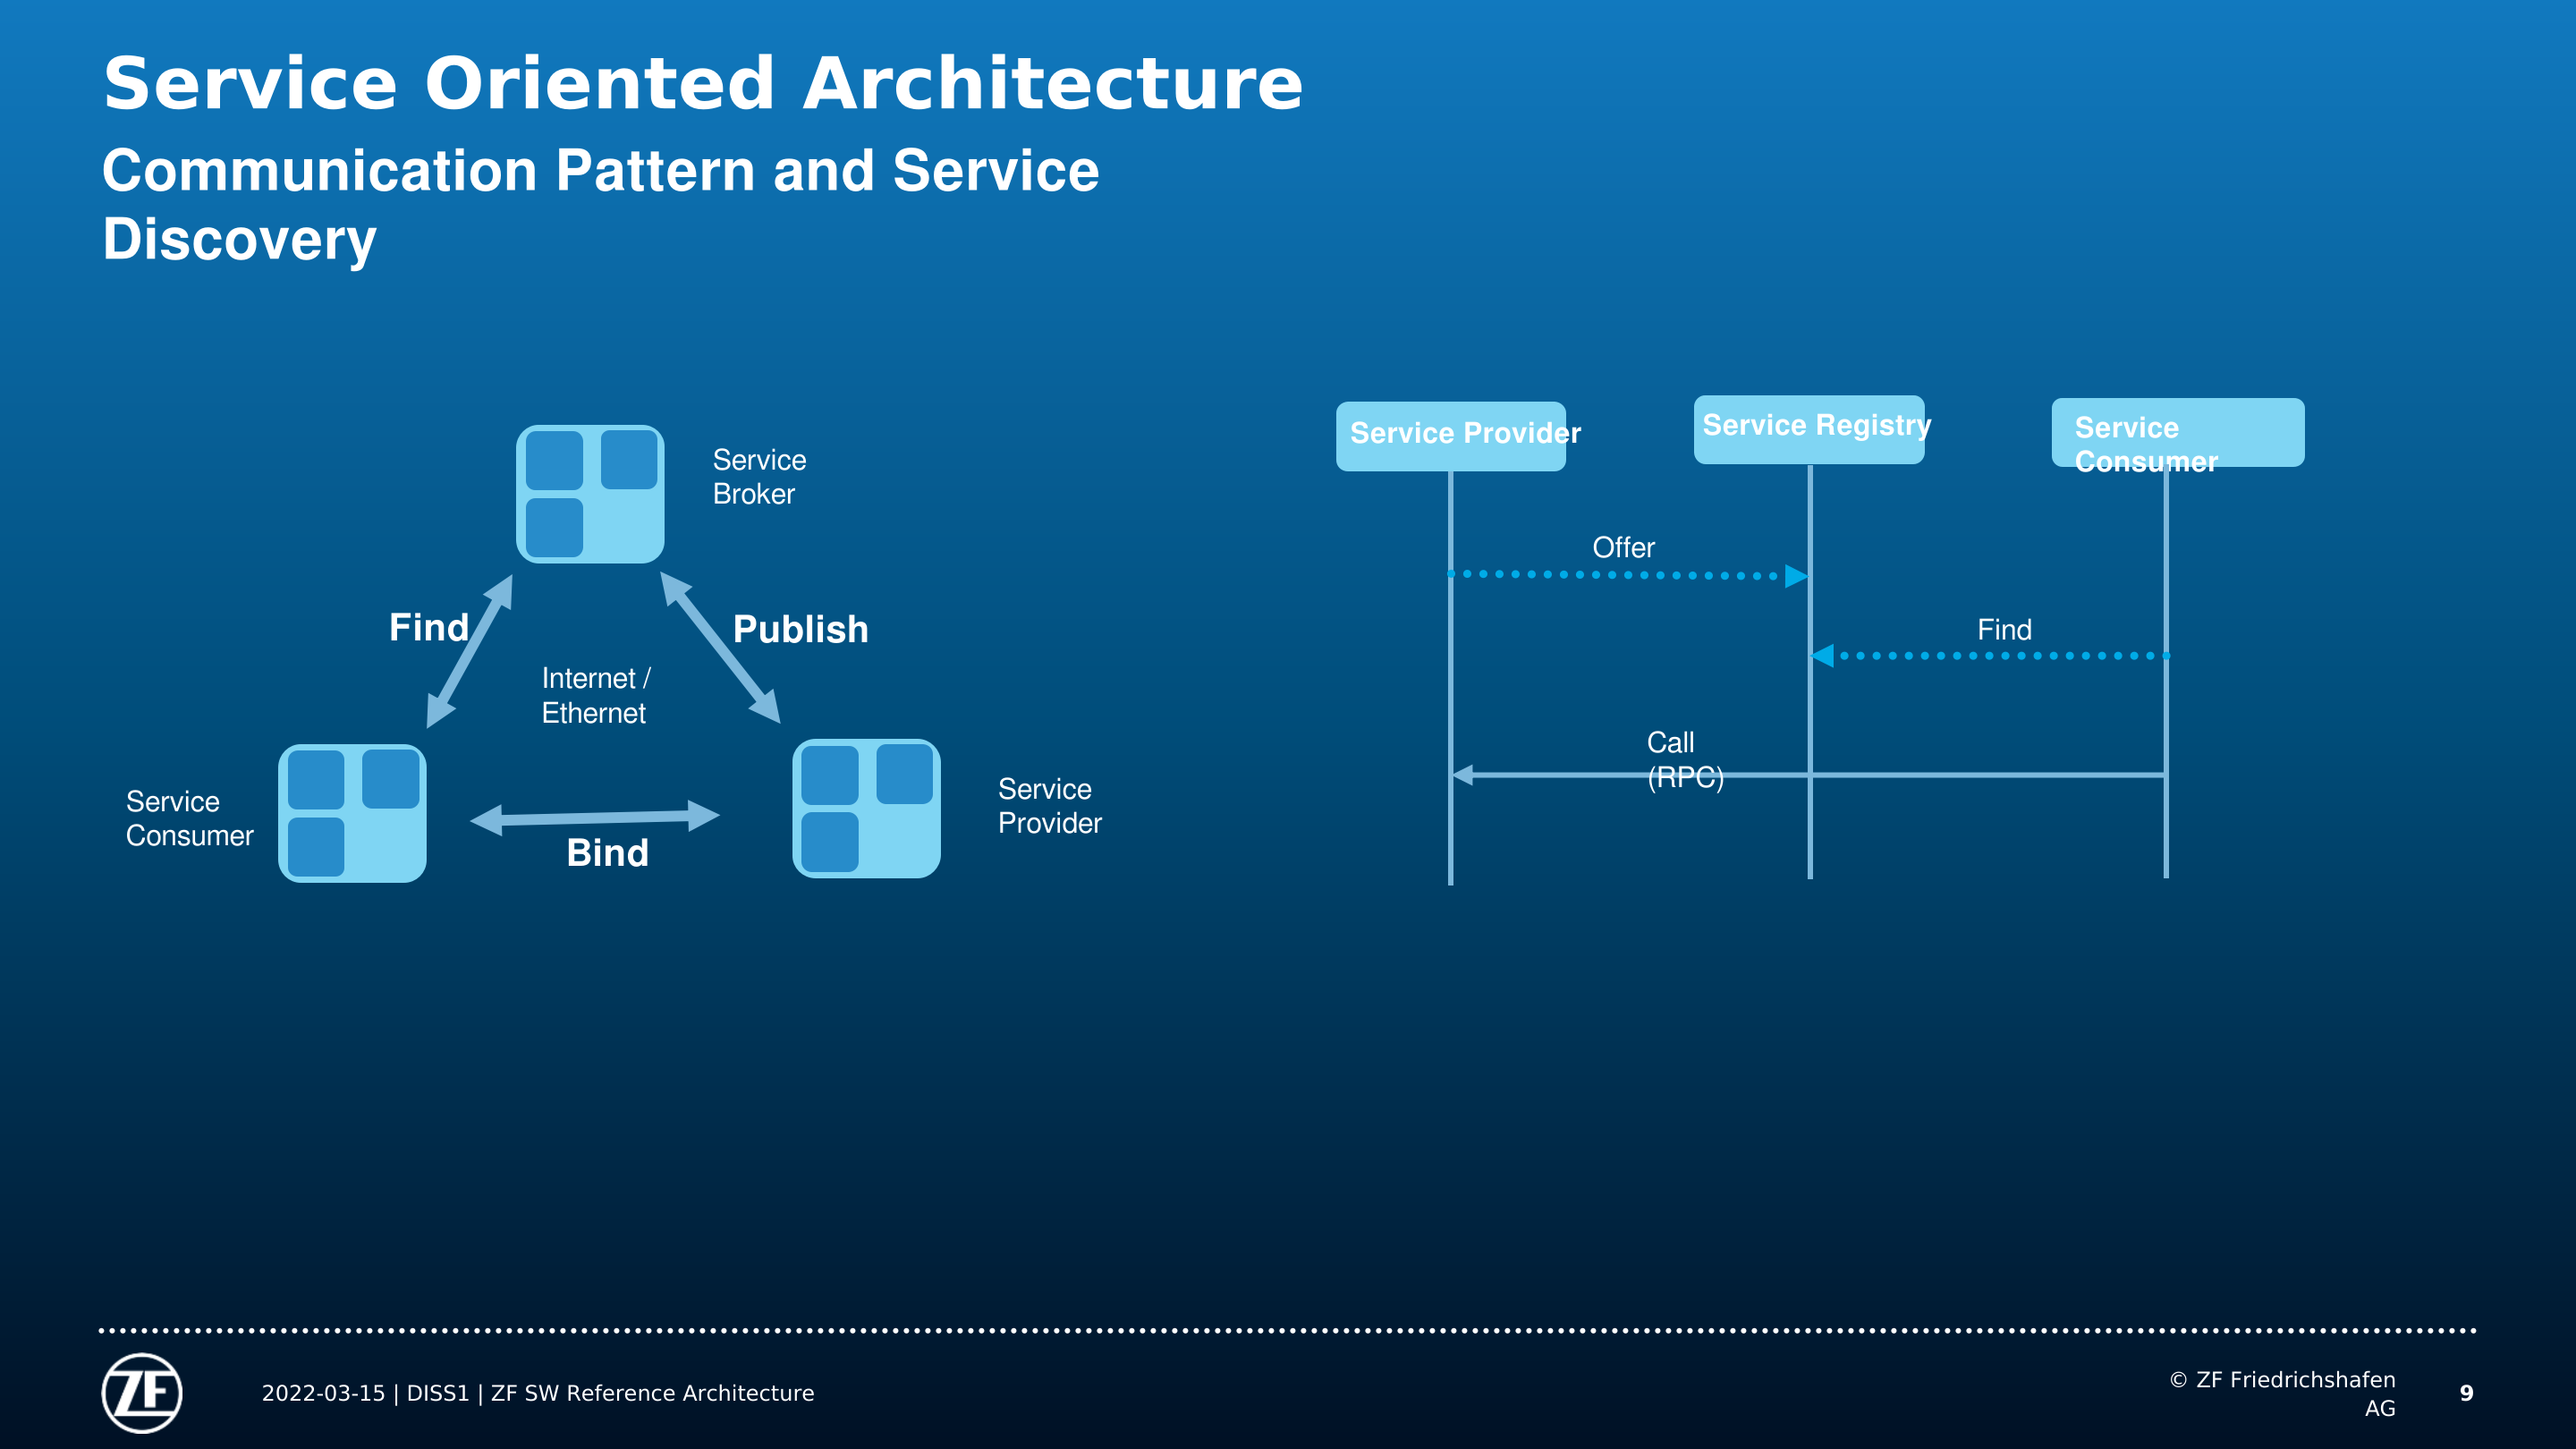 Service Oriented Architecture
Communication Pattern and Service
Discovery
Service
Broker
Find
Publish
Internet /
Ethernet
Service
Consumer
Bind
Service
Provider
Service Provider
Service Registry
Service
Consumer
Offer
Find
Call
(RPC)
ZF
2022-03-15 | DISS1 | ZF SW Reference Architecture
© ZF Friedrichshafen
AG
9